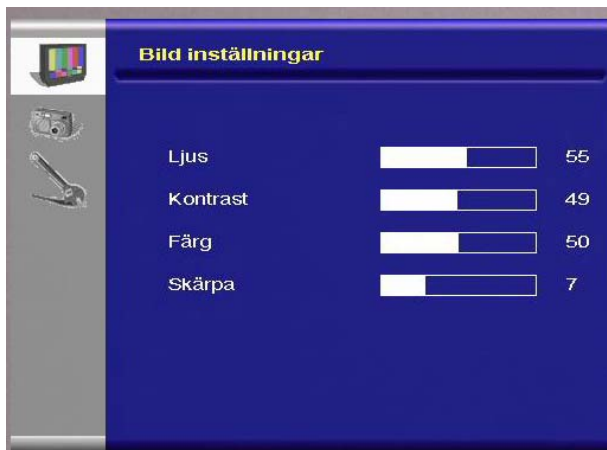 Bild inställningar
Ljus 55
Kontrast 49
Färg 50
Skärpa 7